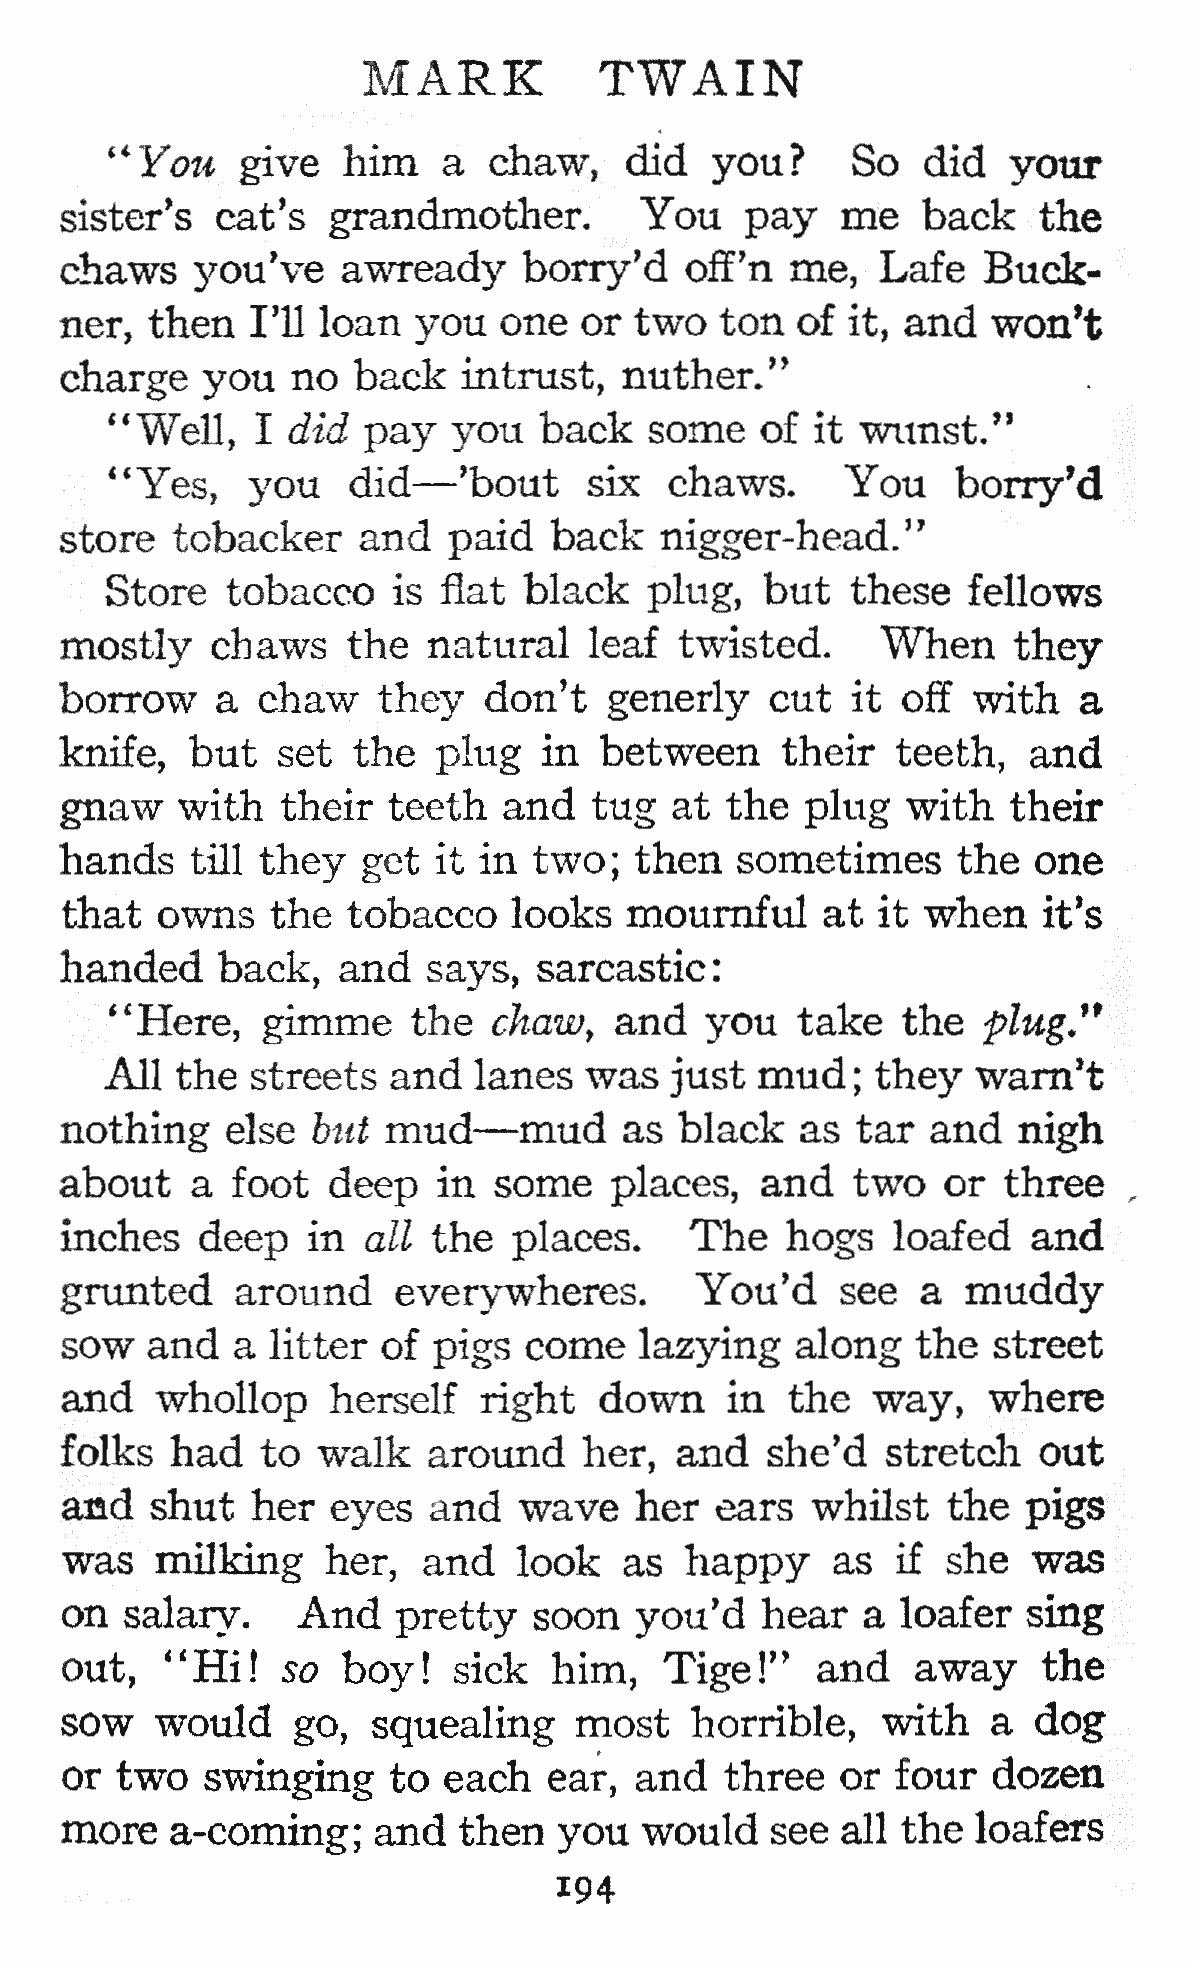 MARK TWAIN
"You give him a chaw, did you? So did your
sister's cat's grandmother. You pay me back the
chaws you've awready borry'd off'n me, Lafe Buck-
ner, then I'll loan you one or two ton of it, and won't
charge you no back intrust, nuther."
"Well, I did pay you back some of it wunst."
"Yes, you did—'bout six chaws. You borry'd
store tobacker and paid back nigger-head."
Store tobacco is flat black plug, but these fellows
mostly chaws the natural leaf twisted. When they
borrow a chaw they don't generly cut it off with a
knife, but set the plug in between their teeth, and
gnaw with their teeth and tug at the plug with their
hands till they get it in two; then sometimes the one
that owns the tobacco looks mournful at it when it's
handed back, and says, sarcastic:
"Here, gimme the chaw, and you take the plug."
All the streets and lanes was just mud; they warn't
nothing else but mud—mud as black as tar and nigh
about a foot deep in some places, and two or three
inches deep in all the places. The hogs loafed and
grunted around everywheres. You'd see a muddy
sow and a litter of pigs come lazying along the street
and whollop herself right down in the way, where
folks had to walk around her, and she'd stretch out
and shut her eyes and wave her ears whilst the pigs
was milking her, and look as happy as if she was
on salary. And pretty soon you'd hear a loafer sing
out, "Hi! so boy! sick him, Tige!" and away the
sow would go, squealing most horrible, with a dog
or two swinging to each ear, and three or four dozen
more a-coming; and then you would see all the loafers
194